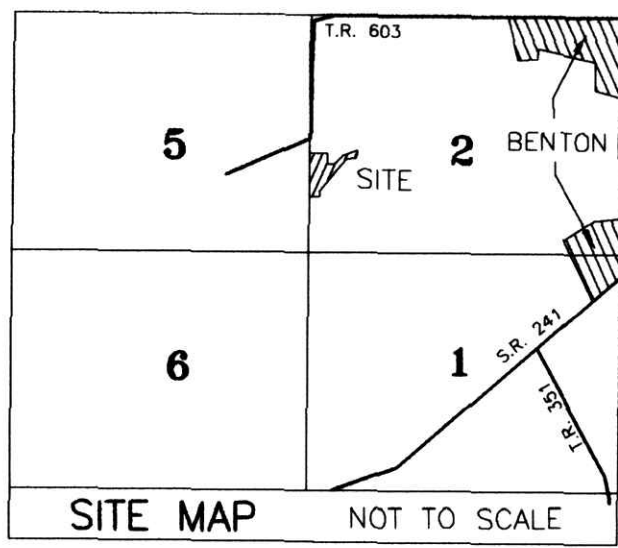 T.R. 603
5
2
BENTON
SITE
S.R. 241
6
1
T.R. 351
SITE MAP NOT TO SCALE